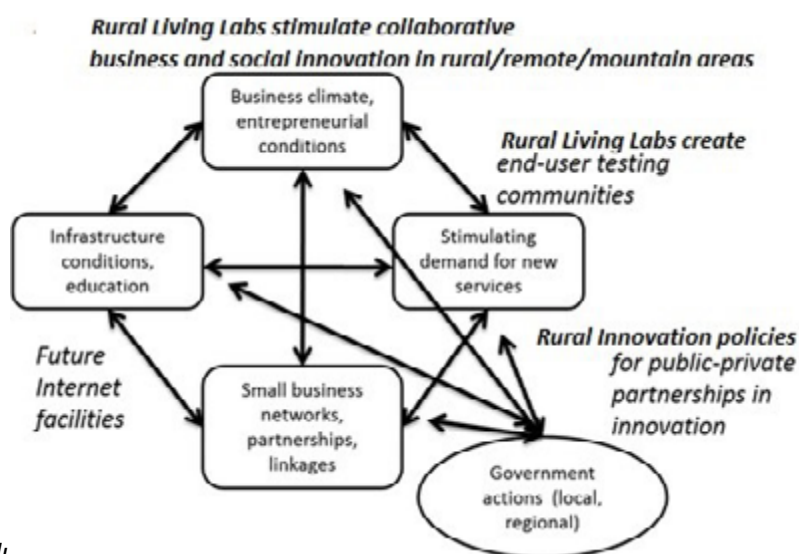 Rural Living Labs stimulate collaborative
business and social innovation in rural/remote/mountain areas
Business climate,
entrepreneurial
conditions
Rural Living Labs create
end-user testing
communities
Infrastructure
conditions,
education
Stimulating
demand for new
services
Future
Internet
facilities
Small business
networks,
partnerships,
linkages
Rural Innovation policies
for public-private
partnerships in
innovation
Government
actions (local,
regional)